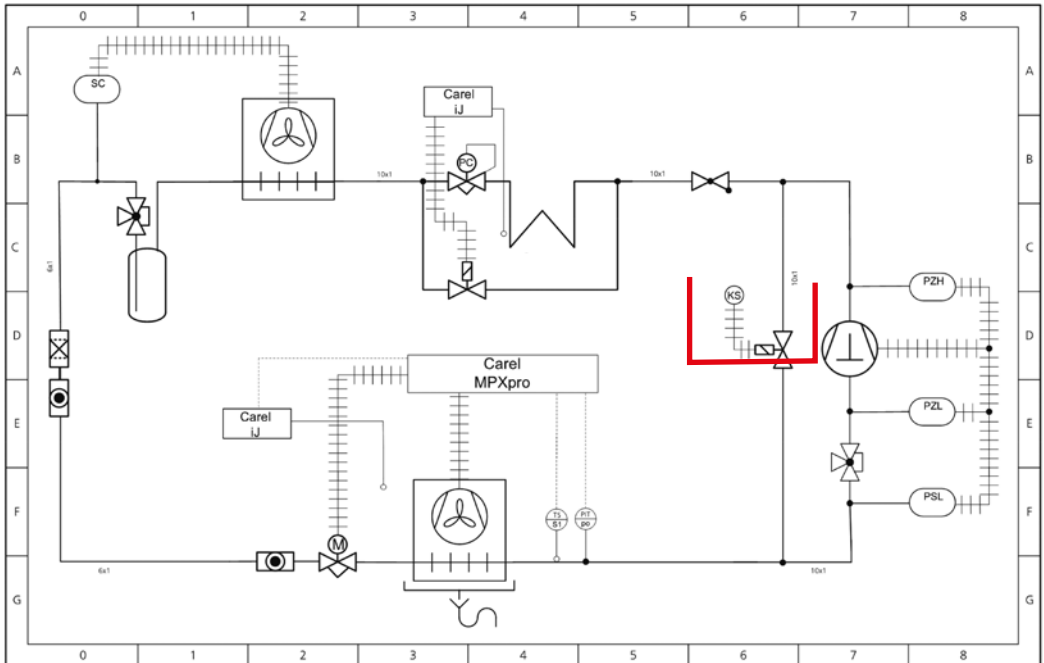 0 1 2 3 4 5 6 7 8
A A
SC
Carel
iJ
B B
PC
10x1
10x1
C C
6x1
10x1
PZH
KS
D D
Carel
MPXpro
E E
Carel
iJ
PZL
M
F F
TS
S1
PIT
po
PSL
6x1
10x1
G G
0 1 2 3 4 5 6 7 8